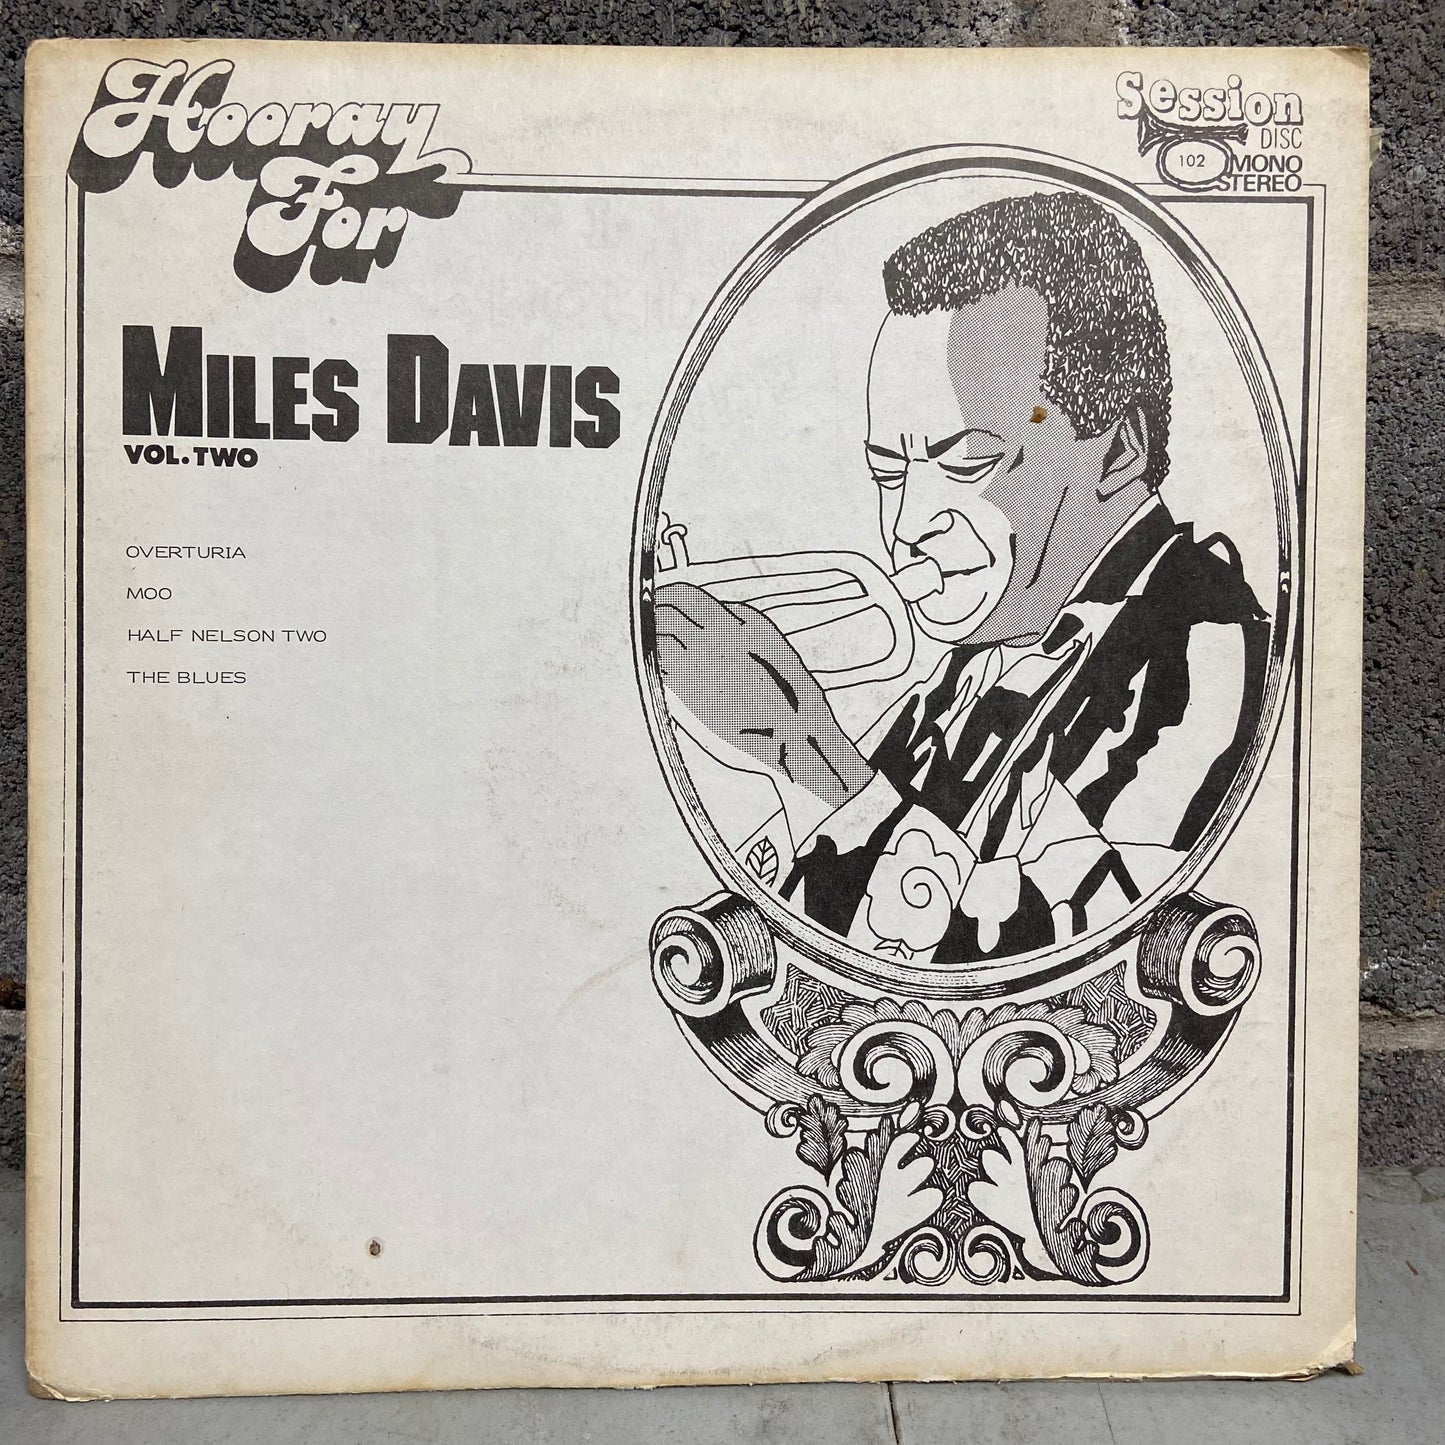 Hooray
For
Session
DISC
102
MONO
STEREO
MILES DAVIS
VOL. TWO
OVERTURIA
MOO
HALF NELSON TWO
THE BLUES